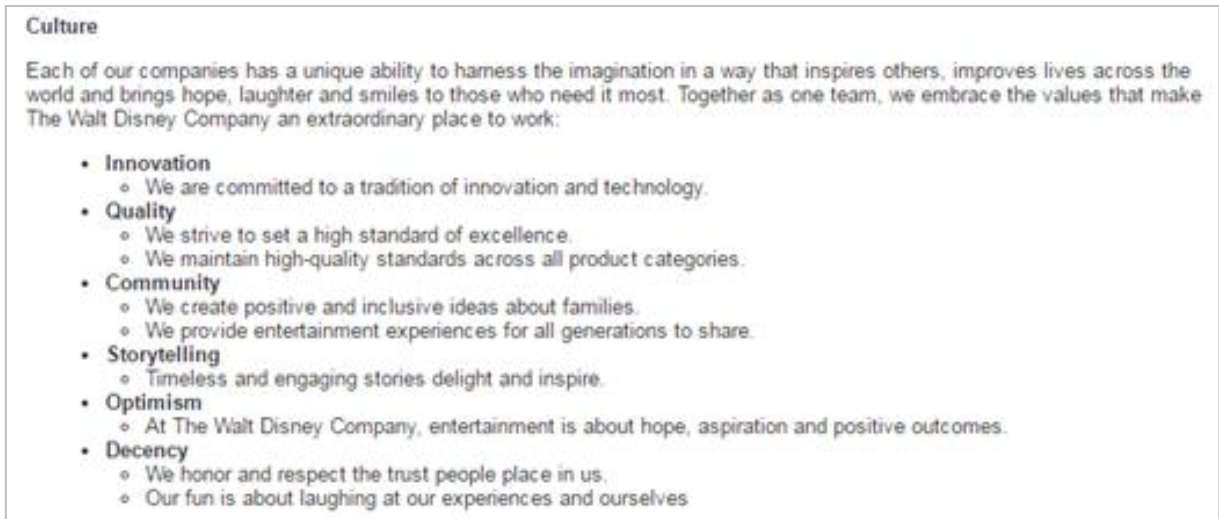 Culture
Each of our companies has a unique ability to harness the imagination in a way that inspires others, improves lives across the
world and brings hope, laughter and smiles to those who need it most. Together as one team, we embrace the values that make
The Walt Disney Company an extraordinary place to work:
• Innovation
◦ We are committed to a tradition of innovation and technology.
• Quality
◦ We strive to set a high standard of excellence.
◦ We maintain high-quality standards across all product categories.
• Community
◦ We create positive and inclusive ideas about families.
◦ We provide entertainment experiences for all generations to share.
• Storytelling
◦ Timeless and engaging stories delight and inspire.
• Optimism
◦ At The Walt Disney Company, entertainment is about hope, aspiration and positive outcomes.
• Decency
◦ We honor and respect the trust people place in us.
◦ Our fun is about laughing at our experiences and ourselves